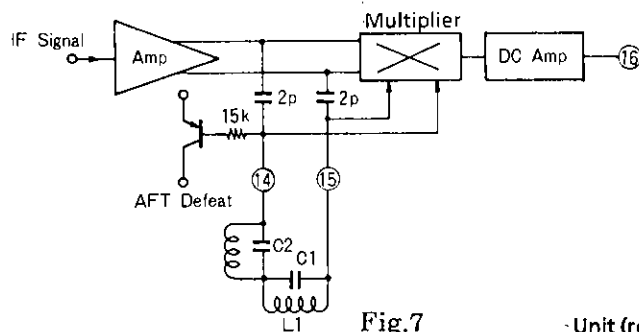 Multiplier
IF Signal
Amp
DC Amp
16
2p
2p
15k
14
15
AFT Defeat
C2
C1
L1
Fig.7
Unit (re